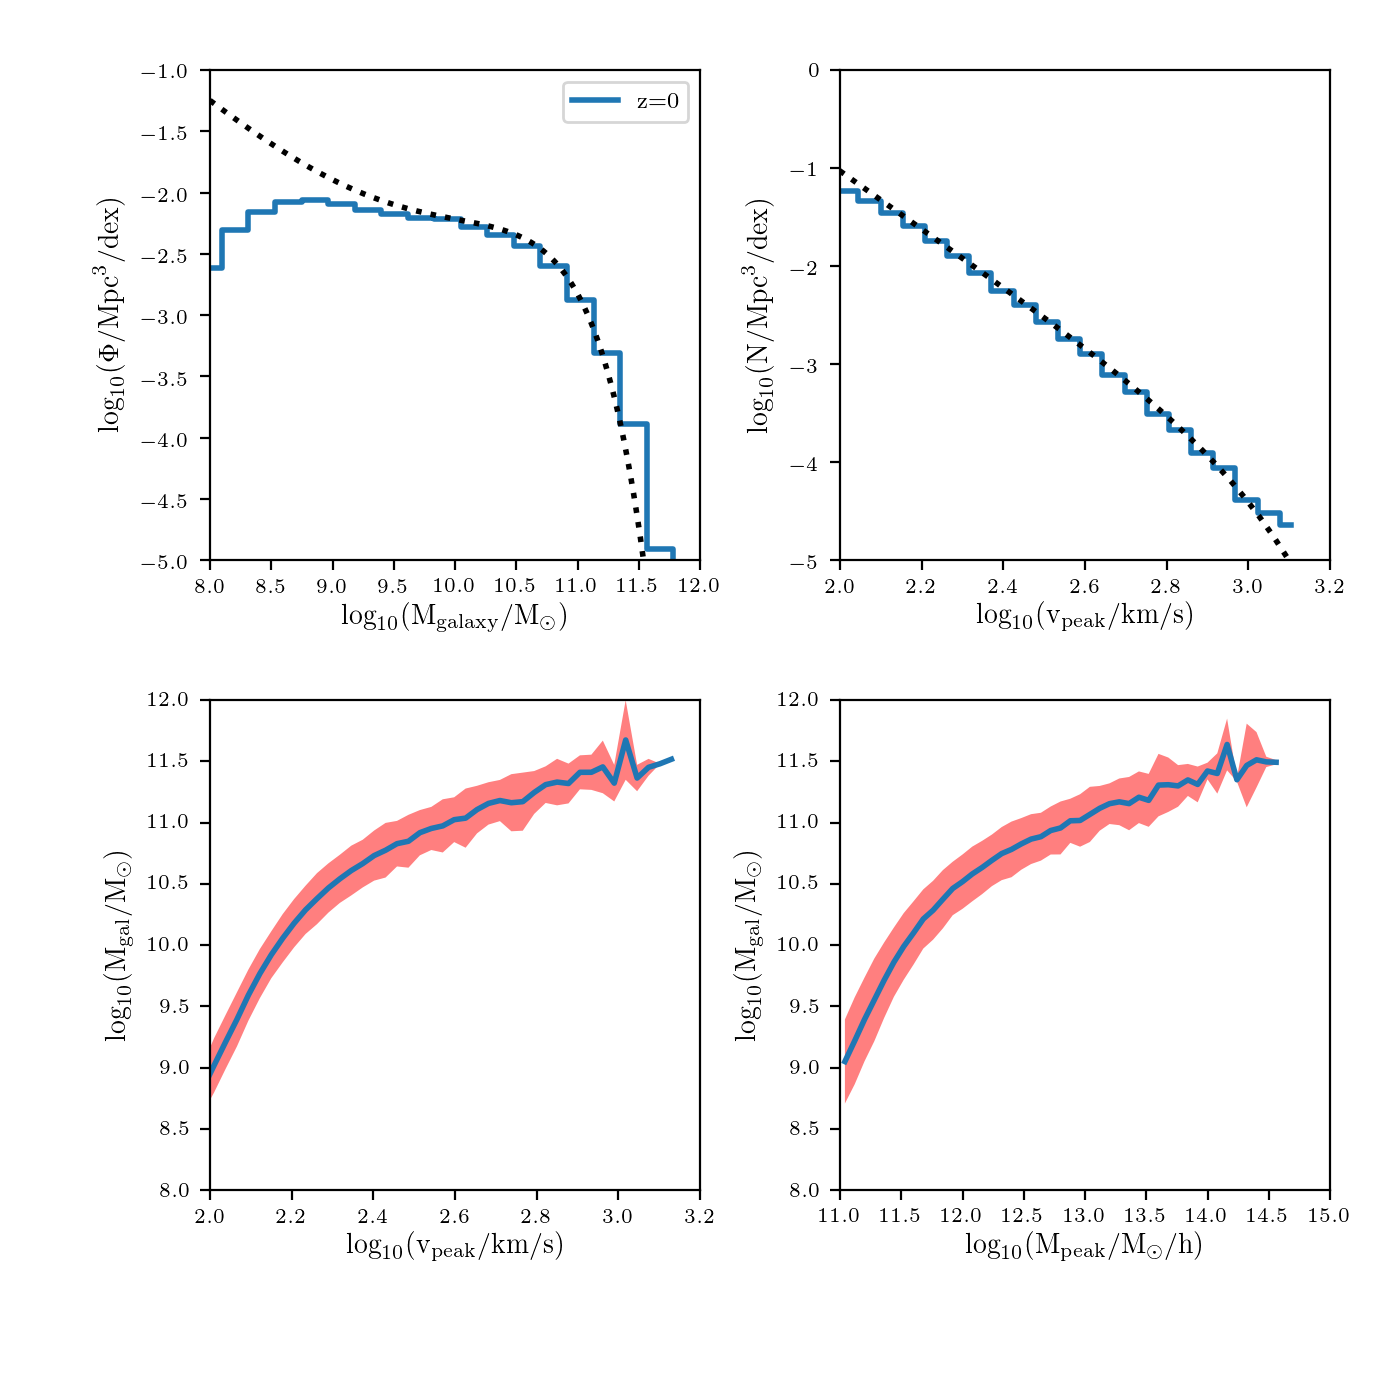 −1.0
−1.5
−2.0
−2.5
−3.0
−3.5
−4.0
−4.5
−5.0
log10(Φ/Mpc3/dex)
z=0
8.0 8.5 9.0 9.5 10.0 10.5 11.0 11.5 12.0
log10(Mgalaxy/M⊙)
0
−1
−2
−3
−4
−5
log10(N/Mpc3/dex)
2.0 2.2 2.4 2.6 2.8 3.0 3.2
log10(vpeak/km/s)
12.0
11.5
11.0
10.5
10.0
9.5
9.0
8.5
8.0
log10(Mgal/M⊙)
2.0 2.2 2.4 2.6 2.8 3.0 3.2
log10(vpeak/km/s)
12.0
11.5
11.0
10.5
10.0
9.5
9.0
8.5
8.0
log10(Mgal/M⊙)
11.0 11.5 12.0 12.5 13.0 13.5 14.0 14.5 15.0
log10(Mpeak/M⊙/h)